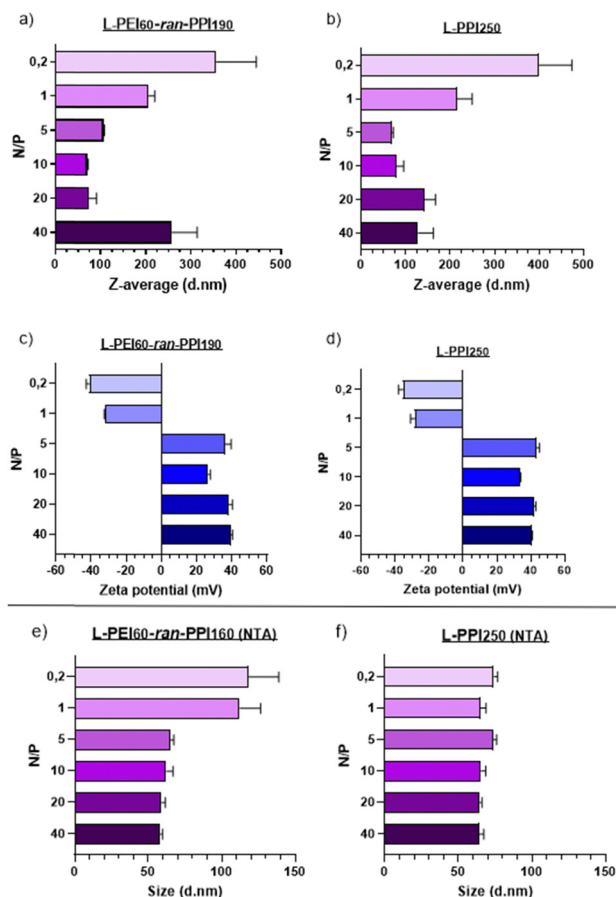 a)
L-PEI60-ran-PPI190
N/P
0,2
1
5
10
20
40
0 100 200 300 400 500
Z-average (d.nm)
b)
L-PPI250
0,2
1
5
10
20
40
0 100 200 300 400 500
Z-average (d.nm)
c)
L-PEI60-ran-PPI190
N/P
0,2
1
5
10
20
40
-60 -40 -20 0 20 40 60
Zeta potential (mV)
d)
L-PPI250
0,2
1
5
10
20
40
-60 -40 -20 0 20 40 60
Zeta potential (mV)
e)
L-PEI60-ran-PPI160 (NTA)
N/P
0,2
1
5
10
20
40
0 50 100 150
Size (d.nm)
f)
L-PPI250 (NTA)
N/P
0,2
1
5
10
20
40
0 50 100 150
Size (d.nm)